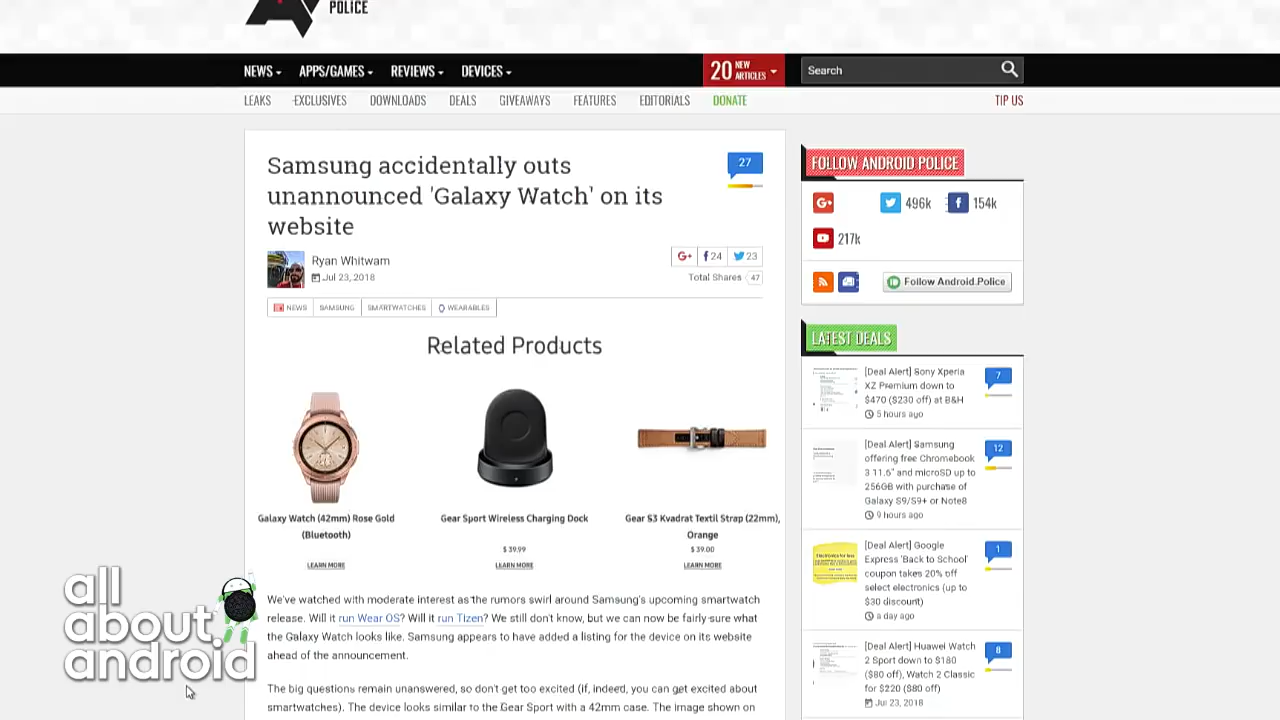 POLICE
NEWS APPS/GAMES REVIEWS DEVICES 20 NEW ARTICLES Search
LEAKS EXCLUSIVES DOWNLOADS DEALS GIVEAWAYS FEATURES EDITORIALS DONATE TIP US
Samsung accidentally outs
unannounced 'Galaxy Watch' on its
website
27
Ryan Whitwam
Jul 23, 2018
G+ 24 23
Total Shares 47
NEWS SAMSUNG SMARTWATCHES WEARABLES
Related Products
Galaxy Watch (42mm) Rose Gold
(Bluetooth)
LEARN MORE
Gear Sport Wireless Charging Dock
$ 39.99
LEARN MORE
Gear S3 Kvadrat Textil Strap (22mm),
Orange
$ 39.00
LEARN MORE
We've watched with moderate interest as the rumors swirl around Samsung's upcoming smartwatch
release. Will it run Wear OS? Will it run Tizen? We still don't know, but we can now be fairly sure what
the Galaxy Watch looks like. Samsung appears to have added a listing for the device on its website
ahead of the announcement.
The big questions remain unanswered, so don't get too excited (if, indeed, you can get excited about
smartwatches). The device looks similar to the Gear Sport with a 42mm case. The image shown on
FOLLOW ANDROID POLICE
G+ 496k f 154k
217k
Follow Android.Police
LATEST DEALS
[Deal Alert] Sony Xperia
XZ Premium down to
$470 ($230 off) at B&H
5 hours ago
7
[Deal Alert] Samsung
offering free Chromebook
3 11.6" and microSD up to
256GB with purchase of
Galaxy S9/S9+ or Note8
9 hours ago
12
[Deal Alert] Google
Express 'Back to School'
coupon takes 20% off
select electronics (up to
$30 discount)
a day ago
1
[Deal Alert] Huawei Watch
2 Sport down to $180
($80 off), Watch 2 Classic
for $220 ($80 off)
Jul 23, 2018
8
all
about
android